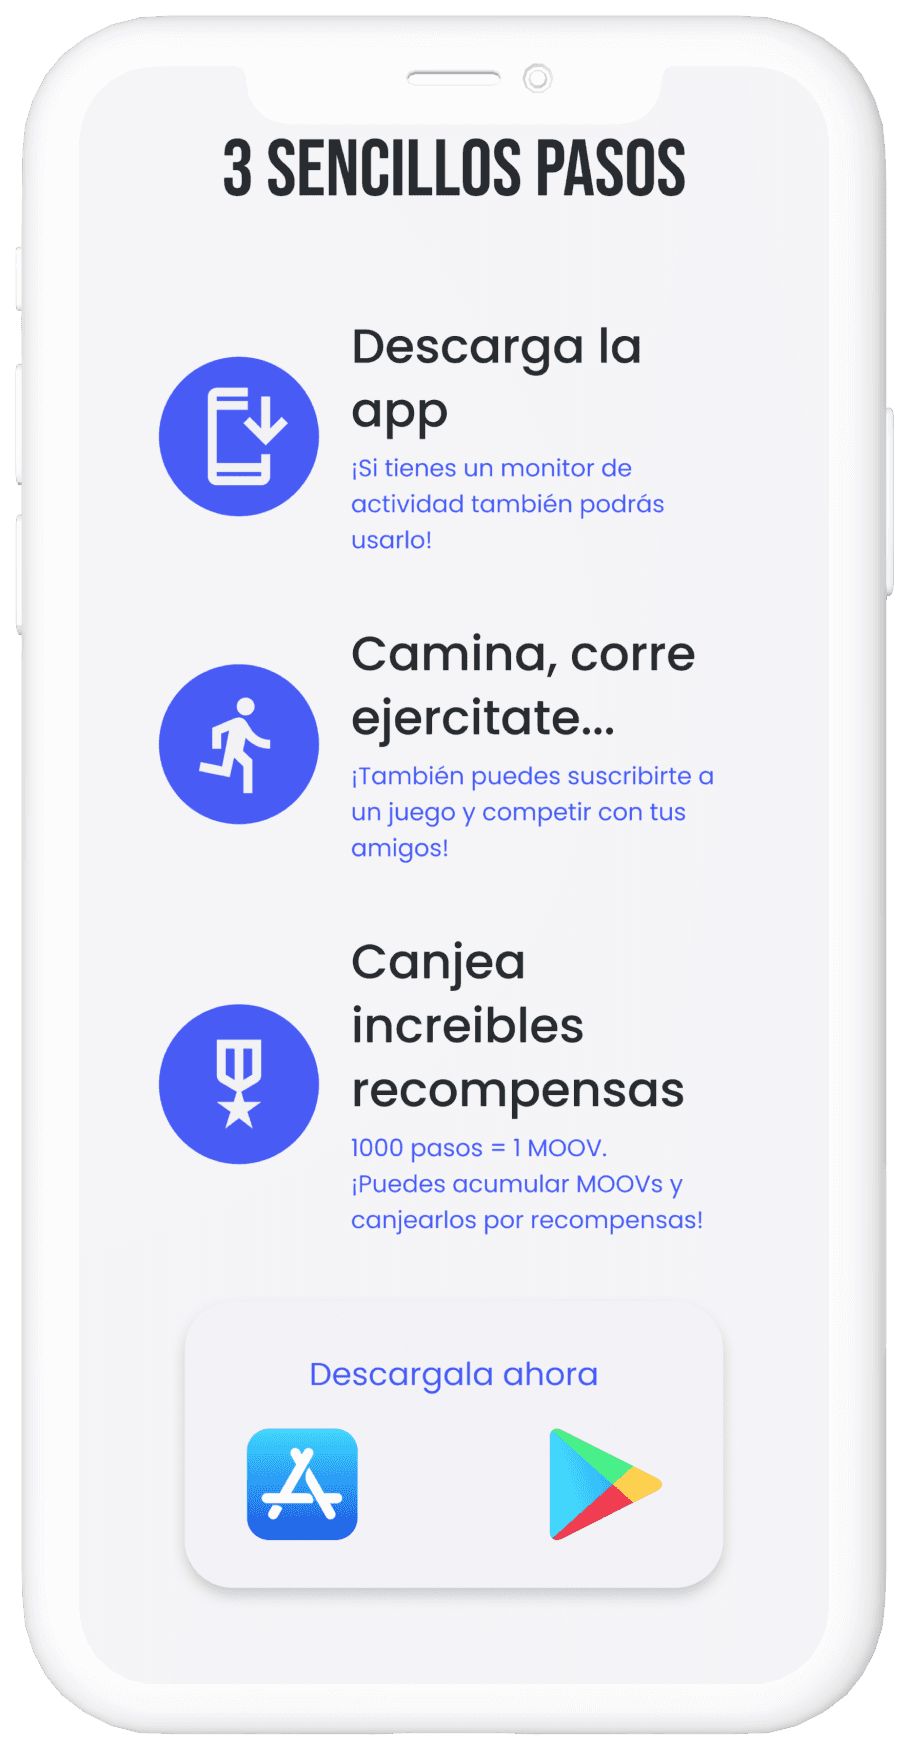 3 SENCILLOS PASOS
Descarga la
app
¡Si tienes un monitor de
actividad también podrás
usarlo!
Camina, corre
ejercitate...
¡También puedes suscribirte a
un juego y competir con tus
amigos!
Canjea
increibles
recompensas
1000 pasos = 1 MOOV.
¡Puedes acumular MOOVs y
canjearlos por recompensas!
Descargala ahora